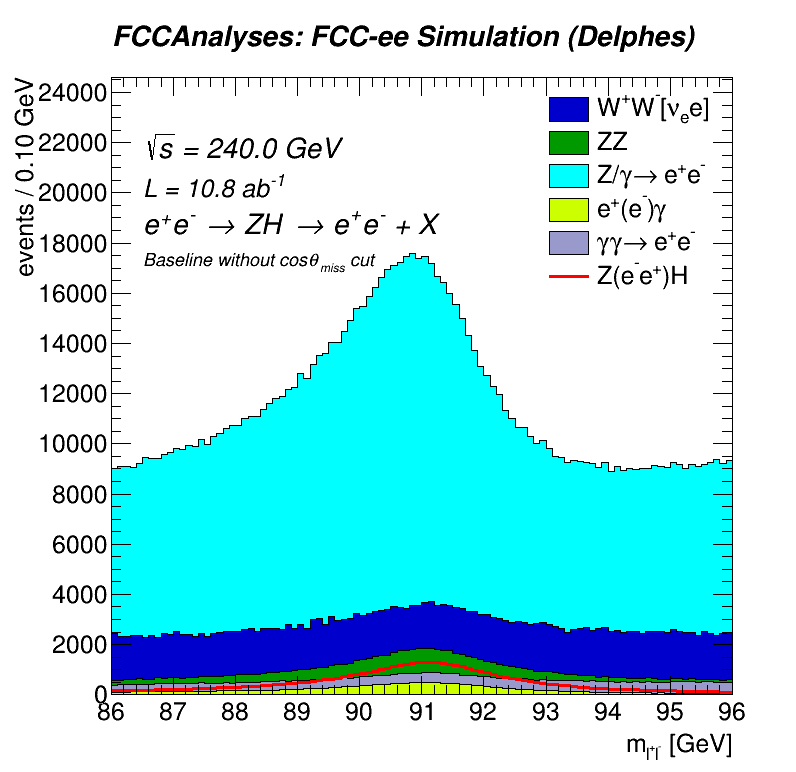 FCCAnalyses: FCC-ee Simulation (Delphes)
events / 0.10 GeV
24000
22000
20000
18000
16000
14000
12000
10000
8000
6000
4000
2000
0
√s = 240.0 GeV
L = 10.8 ab⁻¹
e⁺e⁻ → ZH → e⁺e⁻ + X
Baseline without cosθ_miss cut
W⁺W⁻[νₑe]
ZZ
Z/γ→ e⁺e⁻
e⁺(e⁻)γ
γγ→ e⁺e⁻
Z(e⁻e⁺)H
86 87 88 89 90 91 92 93 94 95 96
m_l⁺l⁻ [GeV]